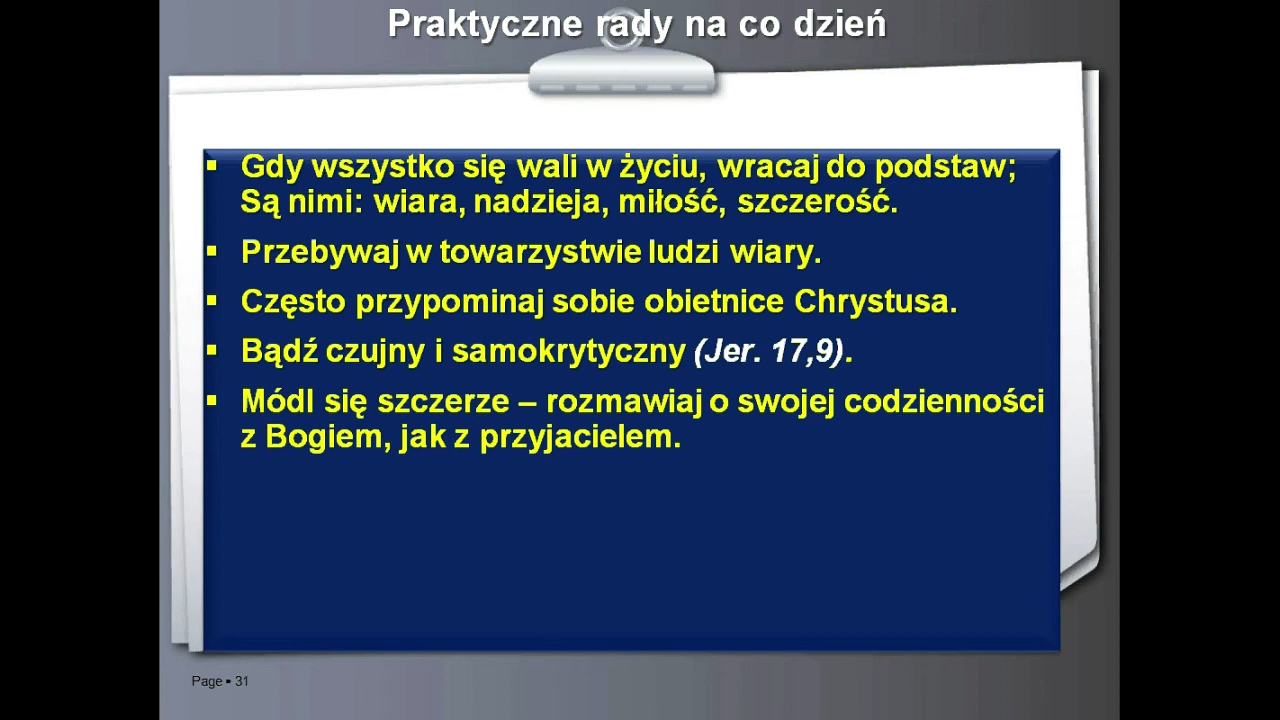 Praktyczne rady na co dzień
▪ Gdy wszystko się wali w życiu, wracaj do podstaw;
Są nimi: wiara, nadzieja, miłość, szczerość.
▪ Przebywaj w towarzystwie ludzi wiary.
▪ Często przypominaj sobie obietnice Chrystusa.
▪ Bądź czujny i samokrytyczny (Jer. 17,9).
▪ Módl się szczerze – rozmawiaj o swojej codzienności
z Bogiem, jak z przyjacielem.
Page ▪ 31